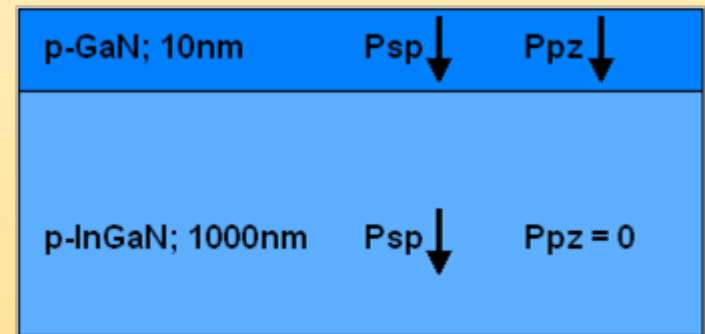 p-GaN; 10nm Psp Ppz
p-InGaN; 1000nm Psp Ppz = 0